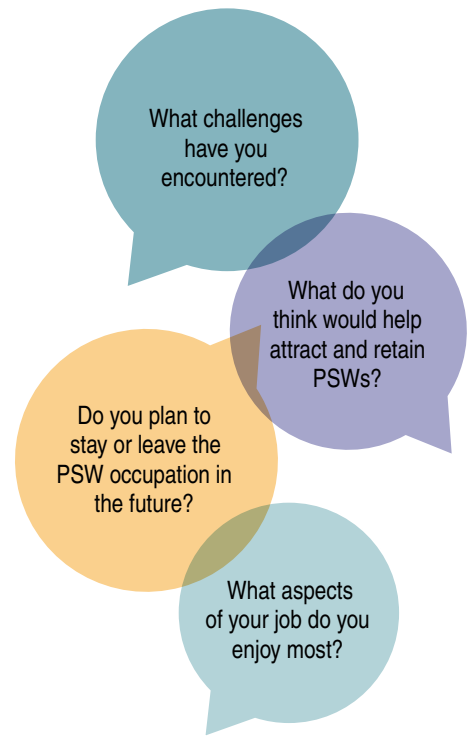 What challenges
have you
encountered?
What do you
think would help
attract and retain
PSWs?
Do you plan to
stay or leave the
PSW occupation in
the future?
What aspects
of your job do you
enjoy most?